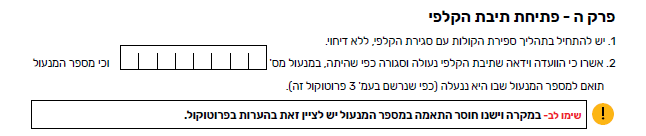 פרק ה - פתיחת תיבת הקלפי
1. יש להתחיל בתהליך ספירת הקולות עם סגירת הקלפי, ללא דיחוי.
2. אשרו כי הוועדה וידאה שתיבת הקלפי נעולה וסגורה כפי שהיתה, במנעול מס' וכי מספר המנעול
תואם למספר המנעול שבו היא ננעלה (כפי שנרשם בעמ' 3 פרוטוקול זה).
! שימו לב- במקרה וישנו חוסר התאמה במספר המנעול יש לציין זאת בהערות בפרוטוקול.